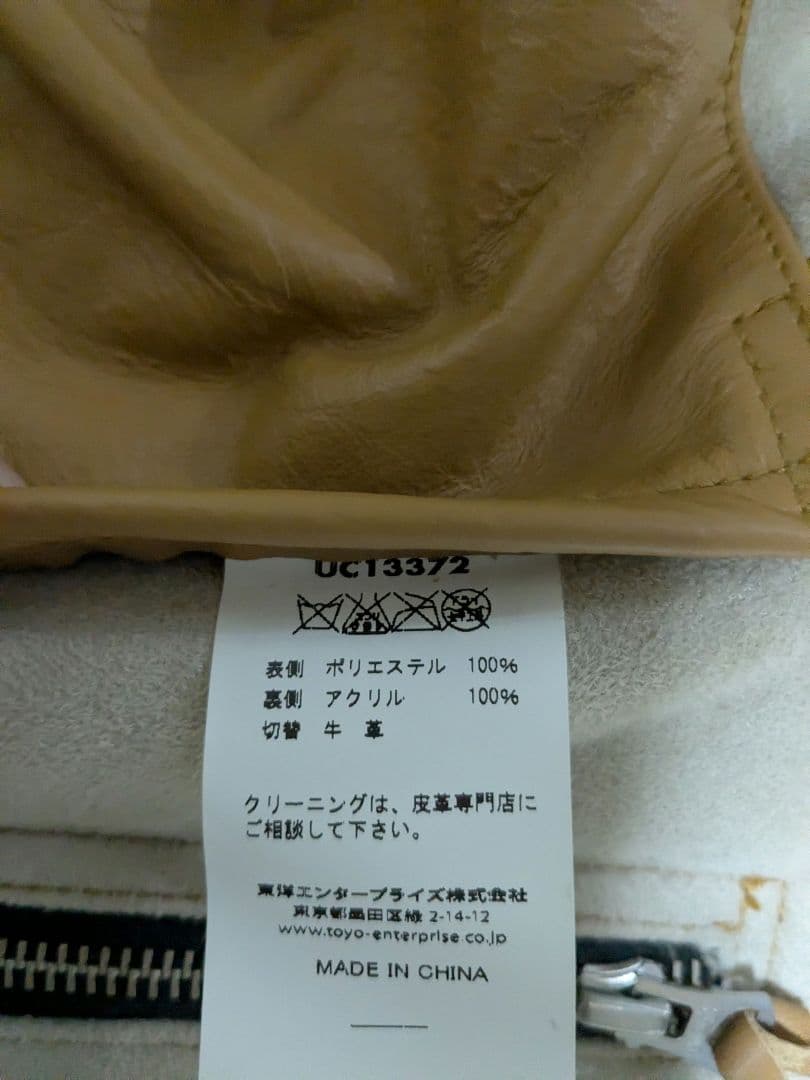 UC13372
表側 ポリエステル 100%
裏側 アクリル 100%
切替 牛 革
クリーニングは、皮革専門店に
ご相談して下さい。
東洋エンタープライズ株式会社
東京都墨田区緑 2-14-12
www.toyo-enterprise.co.jp
MADE IN CHINA